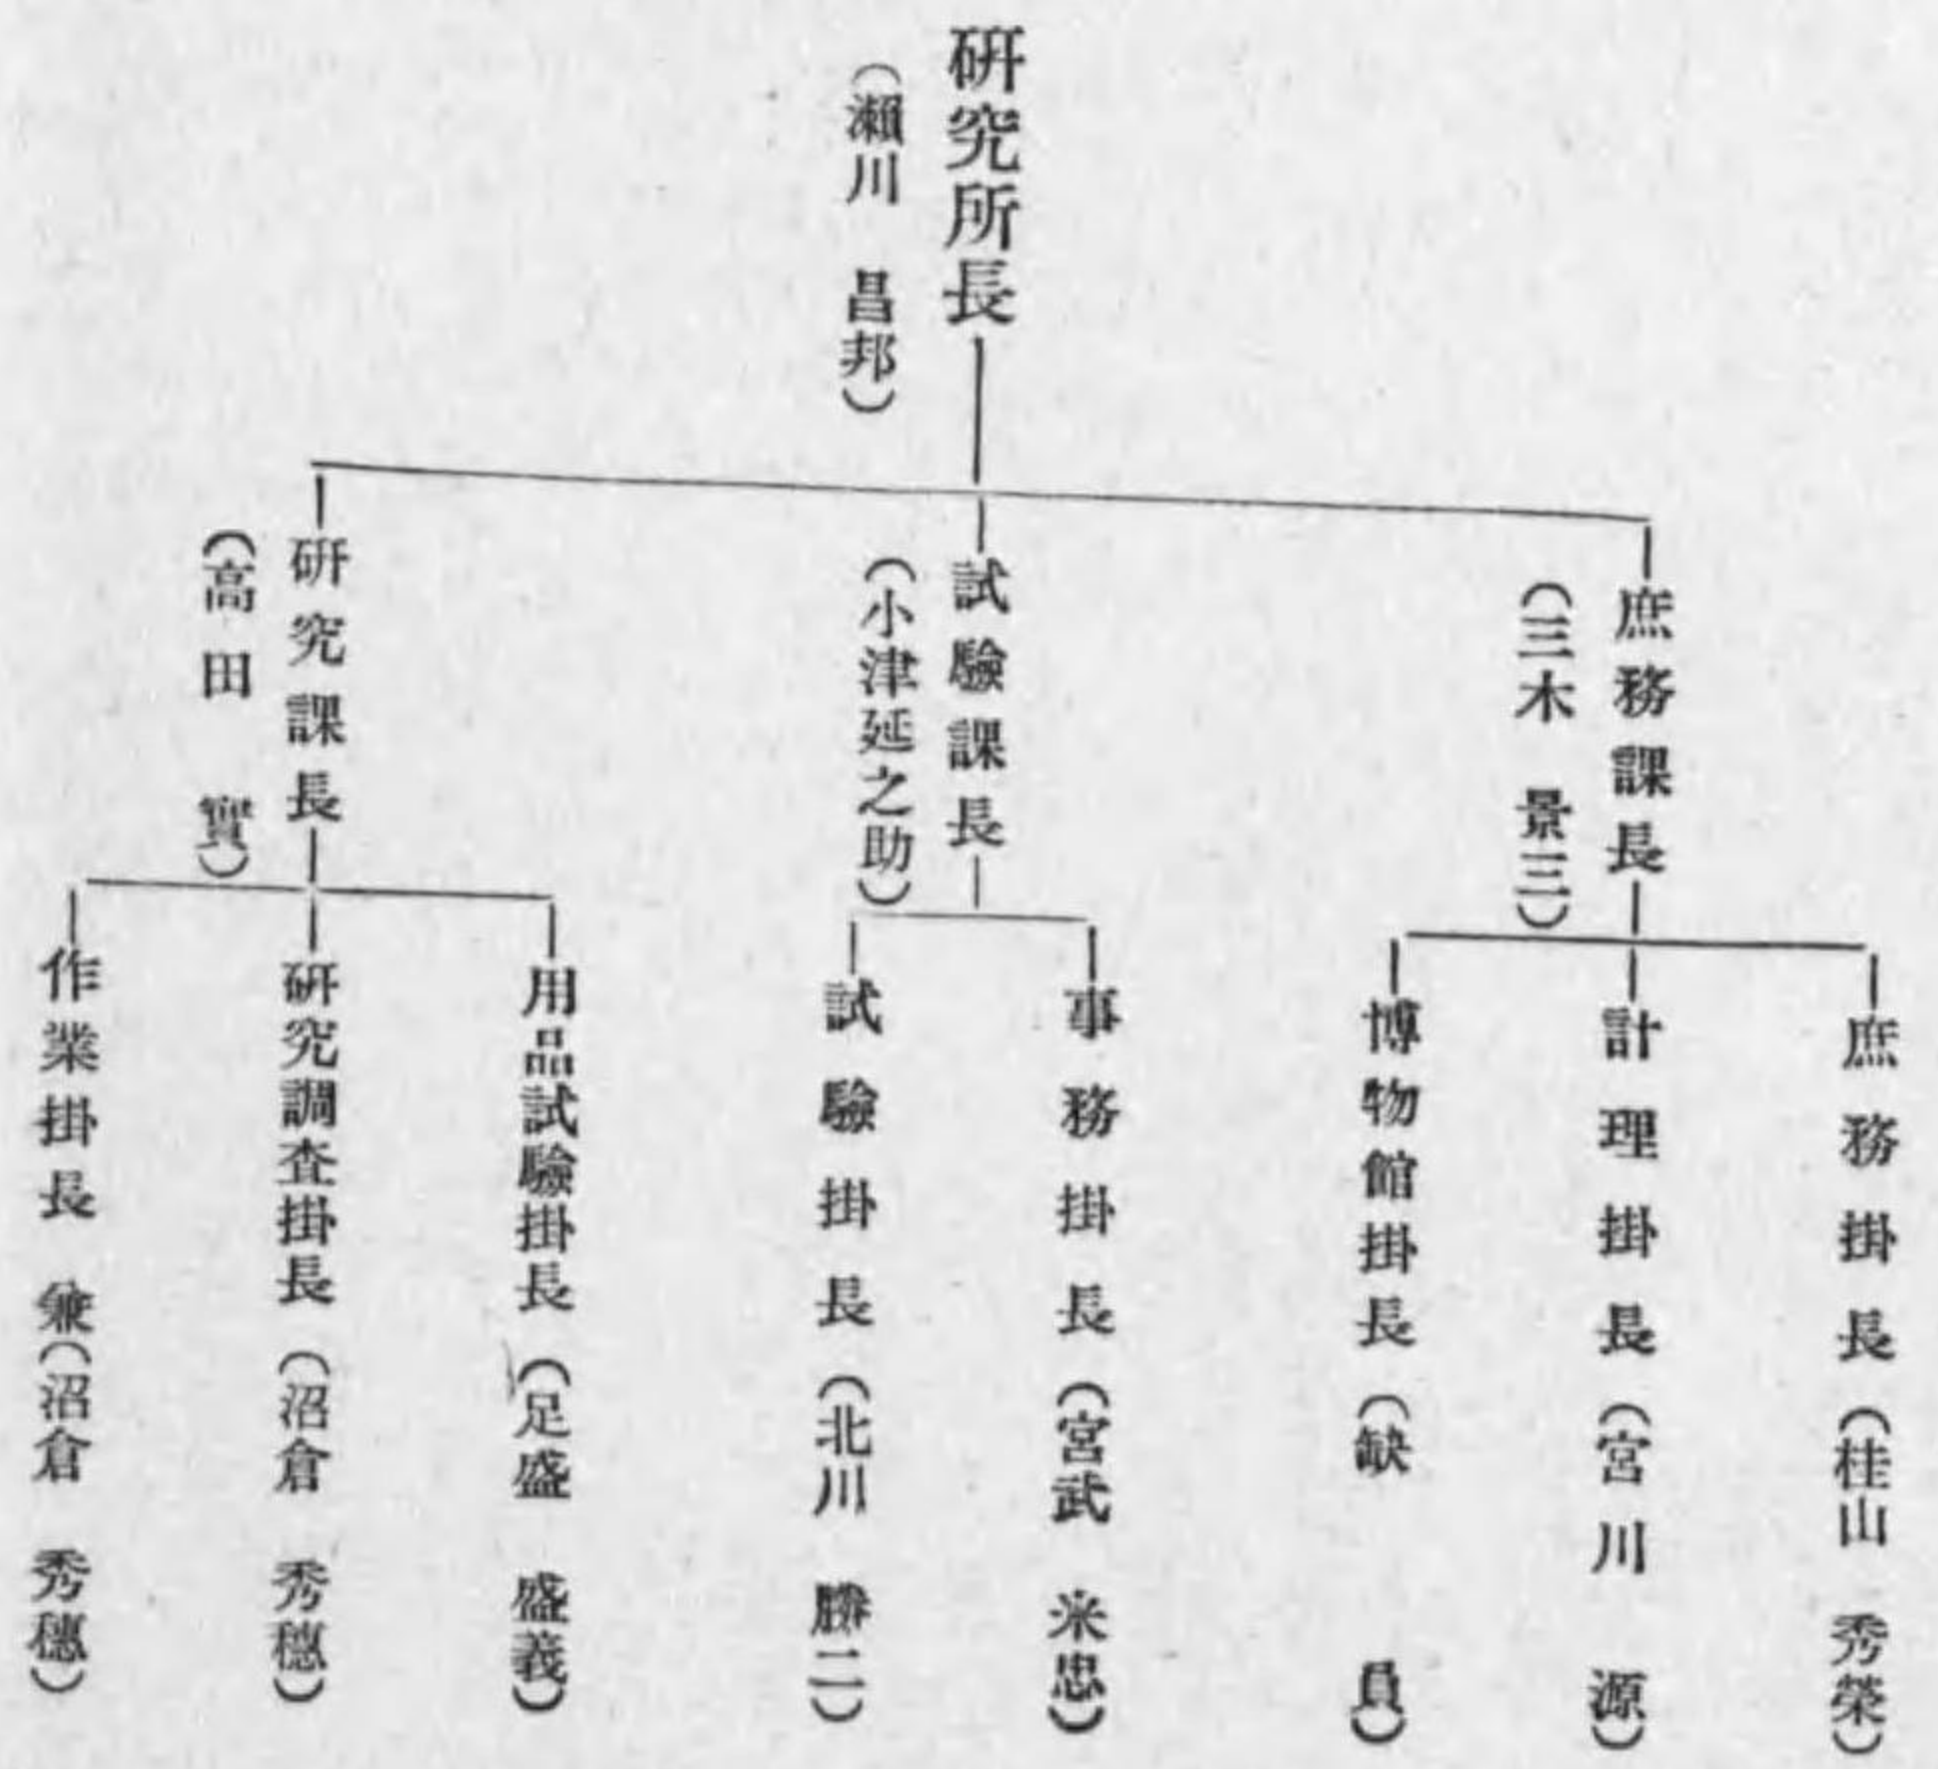 研究所長
（瀨川　昌邦）
庶務課長
（三木　景三）
庶務掛長（桂山　秀榮）
計理掛長（宮川　源）
博物館掛長（缺　員）
試驗課長
（小津延之助）
事務掛長（宮武　米忠）
試驗掛長（北川　勝二）
研究課長
（高田　實）
用品試驗掛長（足盛　盛義）
研究調査掛長（沼倉　秀穗）
作業掛長　兼（沼倉　秀穗）